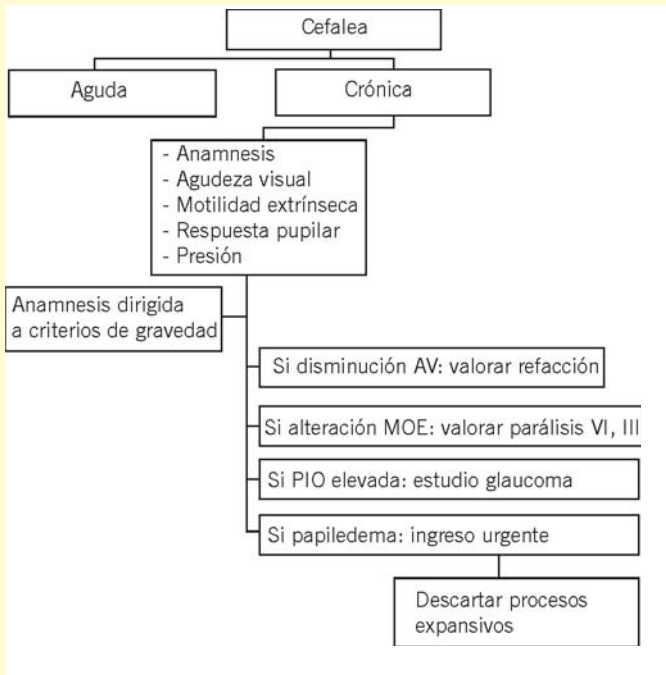 Cefalea
Aguda
Crónica
- Anamnesis
- Agudeza visual
- Motilidad extrínseca
- Respuesta pupilar
- Presión
Anamnesis dirigida
a criterios de gravedad
Si disminución AV: valorar refacción
Si alteración MOE: valorar parálisis VI, III
Si PIO elevada: estudio glaucoma
Si papiledema: ingreso urgente
Descartar procesos
expansivos